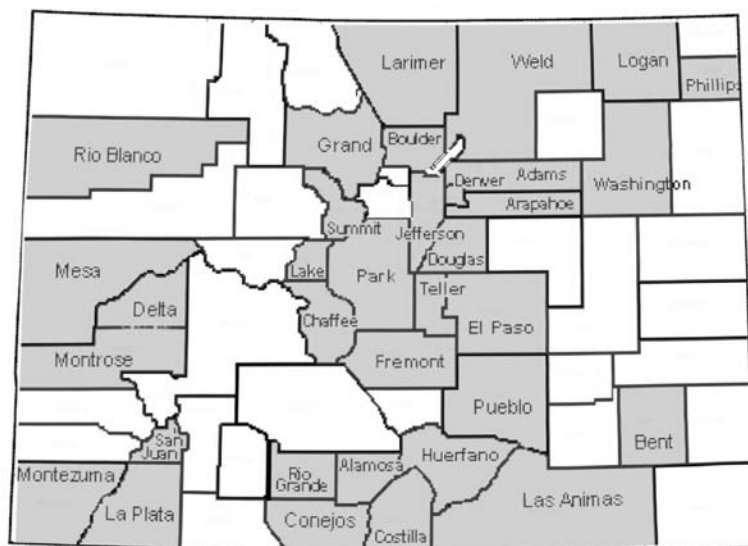 Larimer
Weld
Logan
Phillips
Boulder
Grand
Rio Blanco
Denver
Adams
Washington
Arapahoe
Summit
Jefferson
Douglas
Mesa
Lake
Park
Teller
Delta
Chaffee
El Paso
Montrose
Fremont
Pueblo
San
Juan
Bent
Huerfano
Alamosa
Rio
Grande
Montezuma
Las Animas
La Plata
Conejos
Costilla